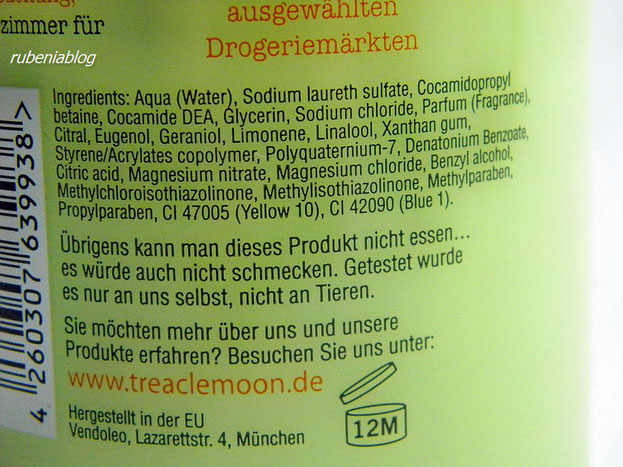 ausgewählten
zimmer für
Drogeriemärkten
rubeniablog
Ingredients: Aqua (Water), Sodium laureth sulfate, Cocamidopropyl
betaine, Cocamide DEA, Glycerin, Sodium chloride, Parfum (Fragrance),
Citral, Eugenol, Geraniol, Limonene, Linalool, Xanthan gum,
Styrene/Acrylates copolymer, Polyquaternium-7, Denatonium Benzoate,
Citric acid, Magnesium nitrate, Magnesium chloride, Benzyl alcohol,
Methylchloroisothiazolinone, Methylisothiazolinone, Methylparaben,
Propylparaben, CI 47005 (Yellow 10), CI 42090 (Blue 1).
Übrigens kann man dieses Produkt nicht essen...
es würde auch nicht schmecken. Getestet wurde
es nur an uns selbst, nicht an Tieren.
Sie möchten mehr über uns und unsere
Produkte erfahren? Besuchen Sie uns unter:
www.treaclemoon.de
Hergestellt in der EU
Vendoleo, Lazarettstr. 4, München
12M
4 260307 639938 >